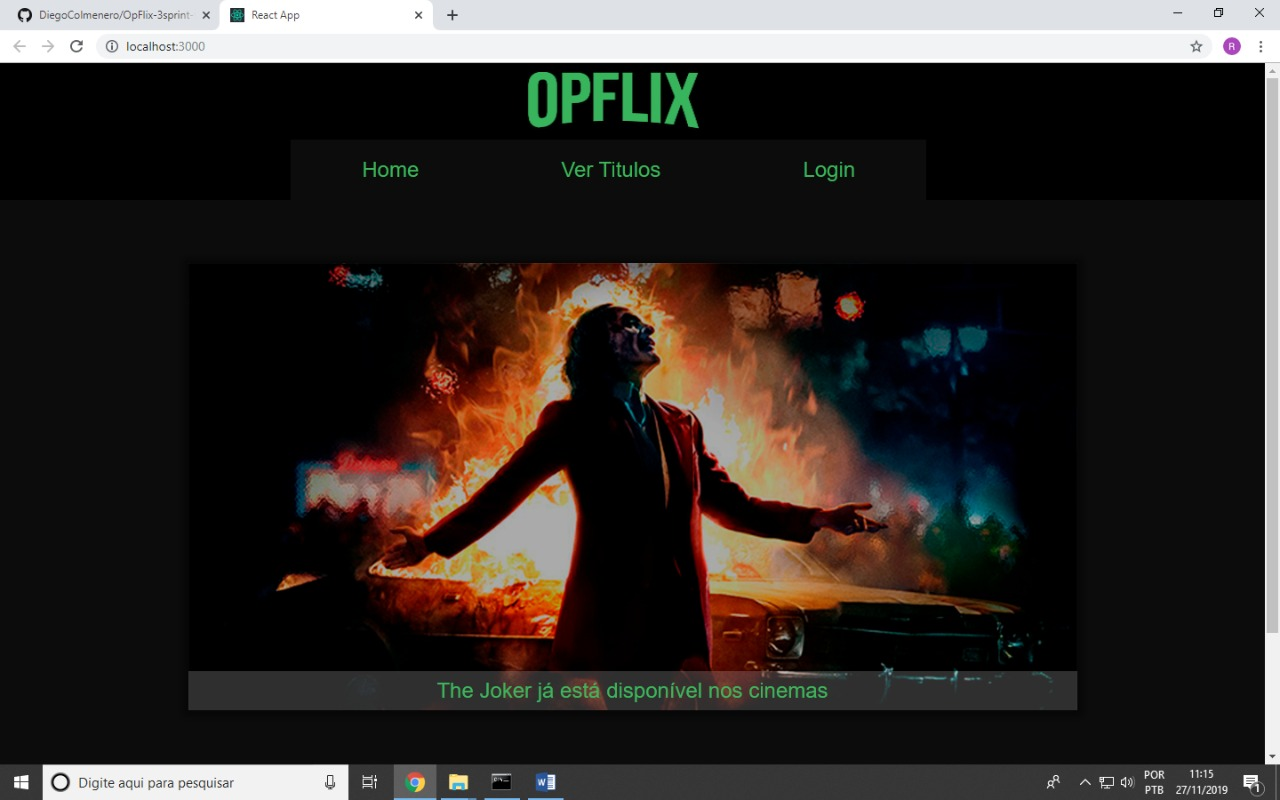 DiegoColmenero/OpFlix-3sprint-
React App
localhost:3000
R
OPFLIX
Home
Ver Titulos
Login
The Joker já está disponível nos cinemas
Digite aqui para pesquisar
POR
PTB
11:15
27/11/2019
1